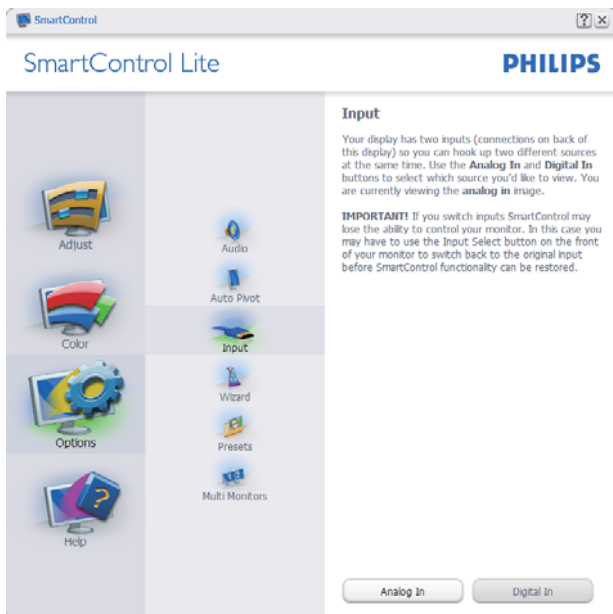 SmartControl
SmartControl Lite
PHILIPS
Adjust
Color
Options
Help
Audio
Auto Pivot
Input
Wizard
Presets
Multi Monitors
Input
Your display has two inputs (connections on back of
this display) so you can hook up two different sources
at the same time. Use the Analog In and Digital In
buttons to select which source you'd like to view. You
are currently viewing the analog in image.
IMPORTANT! If you switch inputs SmartControl may
lose the ability to control your monitor. In this case you
may have to use the Input Select button on the front
of your monitor to switch back to the original input
before SmartControl functionality can be restored.
Analog In
Digital In